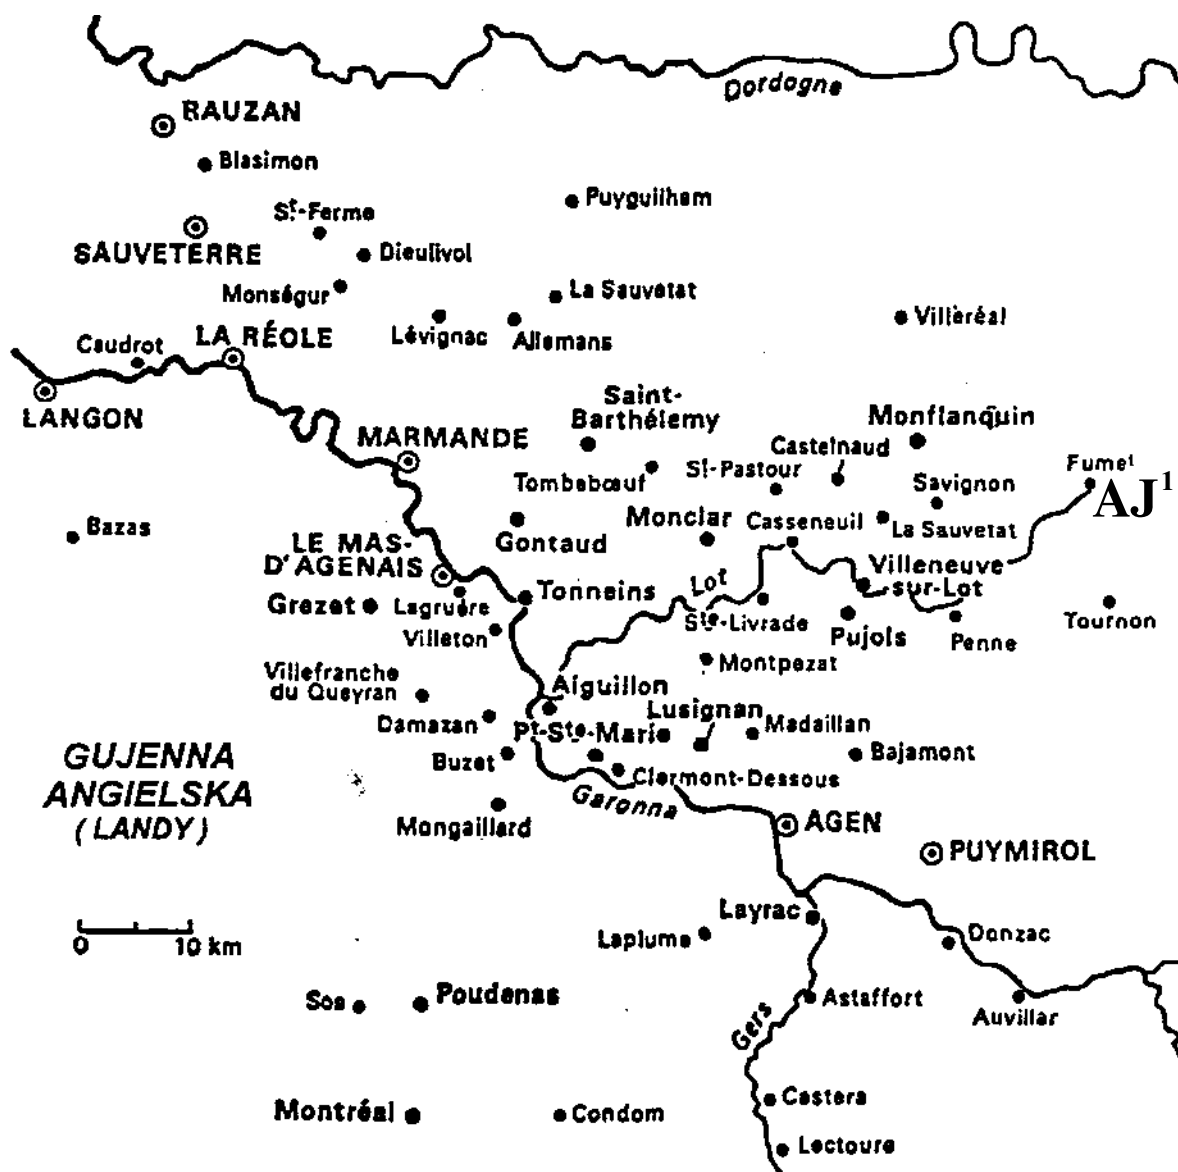 Dordogne
RAUZAN
Blasimon
Puyguilhem
St-Ferme
SAUVETERRE
Dieulivol
Monségur
La Sauvetat
Villeréal
Caudrot
LA RÉOLE
Lévignac
Allemans
LANGON
Saint-
Barthélemy
Monflanquin
MARMANDE
Castelnaud
Tombebœuf
St-Pastour
Fumel
AJ1
Savignon
Bazas
Gontaud
Monclar
Casseneuil
La Sauvetat
LE MAS-
D'AGENAIS
Villeneuve
sur-Lot
Lot
Tonneins
Grezet
Lagruère
Ste-Livrade
Pujols
Penne
Tournon
Villeton
Montpezat
Villefranche
du Queyran
Aiguillon
Damazan
Lusignan
Madaillan
Pt-Ste-Marie
Bajamont
Buzet
GUJENNA
ANGIELSKA
(LANDY)
Clermont-Dessous
Garonna
Mongaillard
AGEN
PUYMIROL
Layrac
0 10 km
Laplume
Donzac
Sos
Poudenas
Astaffort
Auvillar
Gers
Montréal
Condom
Castera
Lectoure